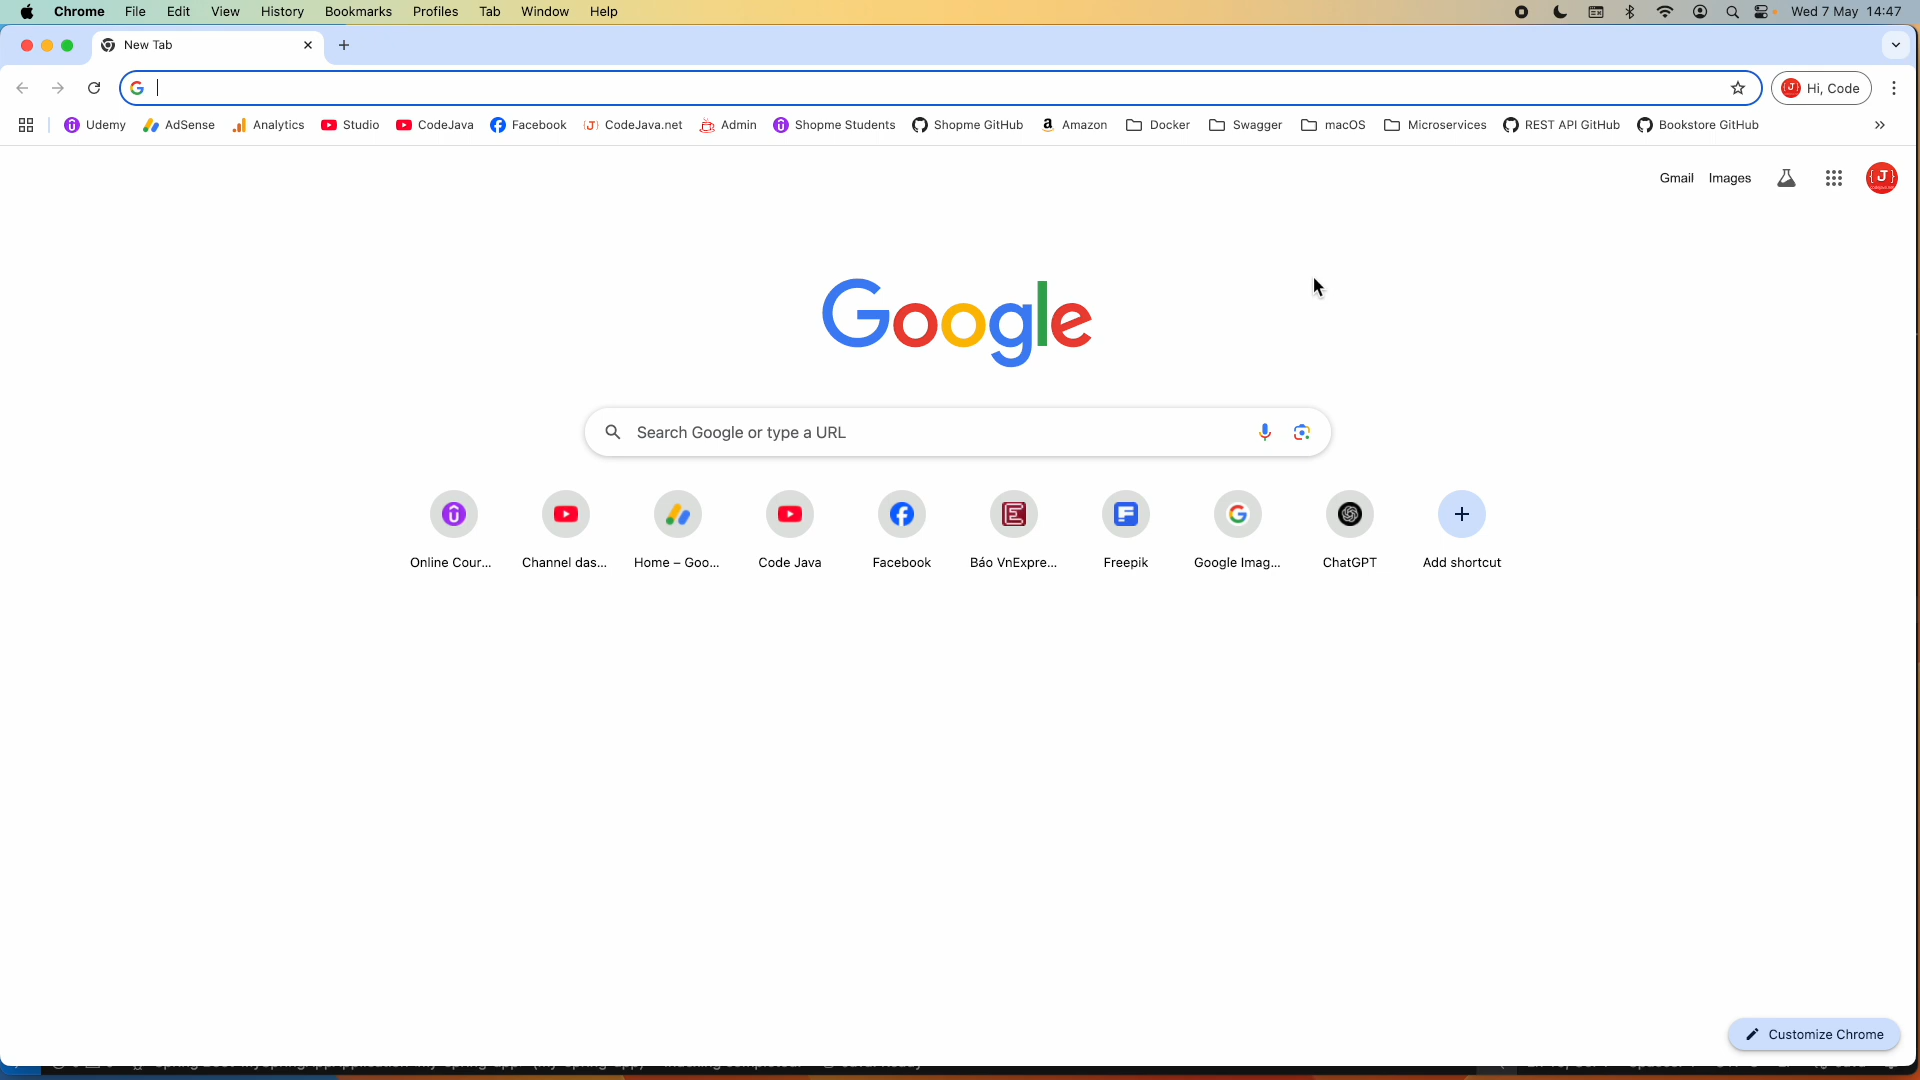 Chrome File Edit View History Bookmarks Profiles Tab Window Help Wed 7 May 14:47
New Tab
Hi, Code
Udemy AdSense Analytics Studio CodeJava Facebook CodeJava.net Admin Shopme Students Shopme GitHub Amazon Docker Swagger macOS Microservices REST API GitHub Bookstore GitHub
Gmail Images
Google
Search Google or type a URL
Online Cour... Channel das... Home – Goo... Code Java Facebook Báo VnExpre... Freepik Google Imag... ChatGPT Add shortcut
Customize Chrome